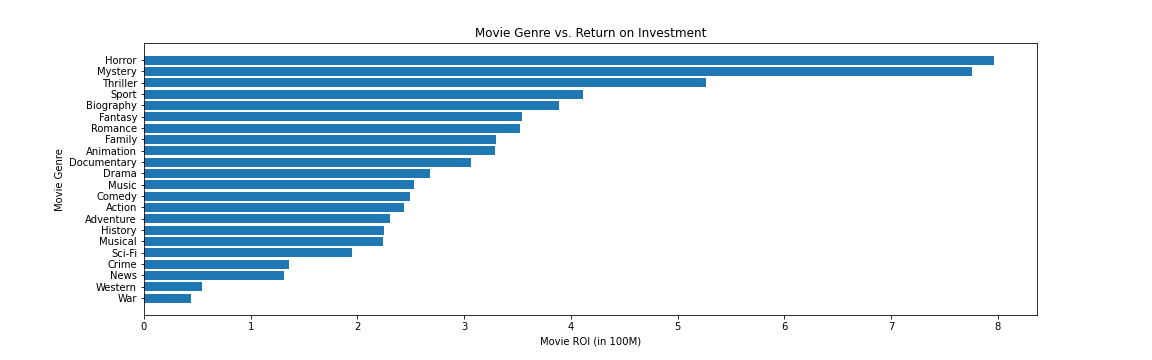 Movie Genre vs. Return on Investment
Movie Genre
Horror
Mystery
Thriller
Sport
Biography
Fantasy
Romance
Family
Animation
Documentary
Drama
Music
Comedy
Action
Adventure
History
Musical
Sci-Fi
Crime
News
Western
War
0 1 2 3 4 5 6 7 8
Movie ROI (in 100M)